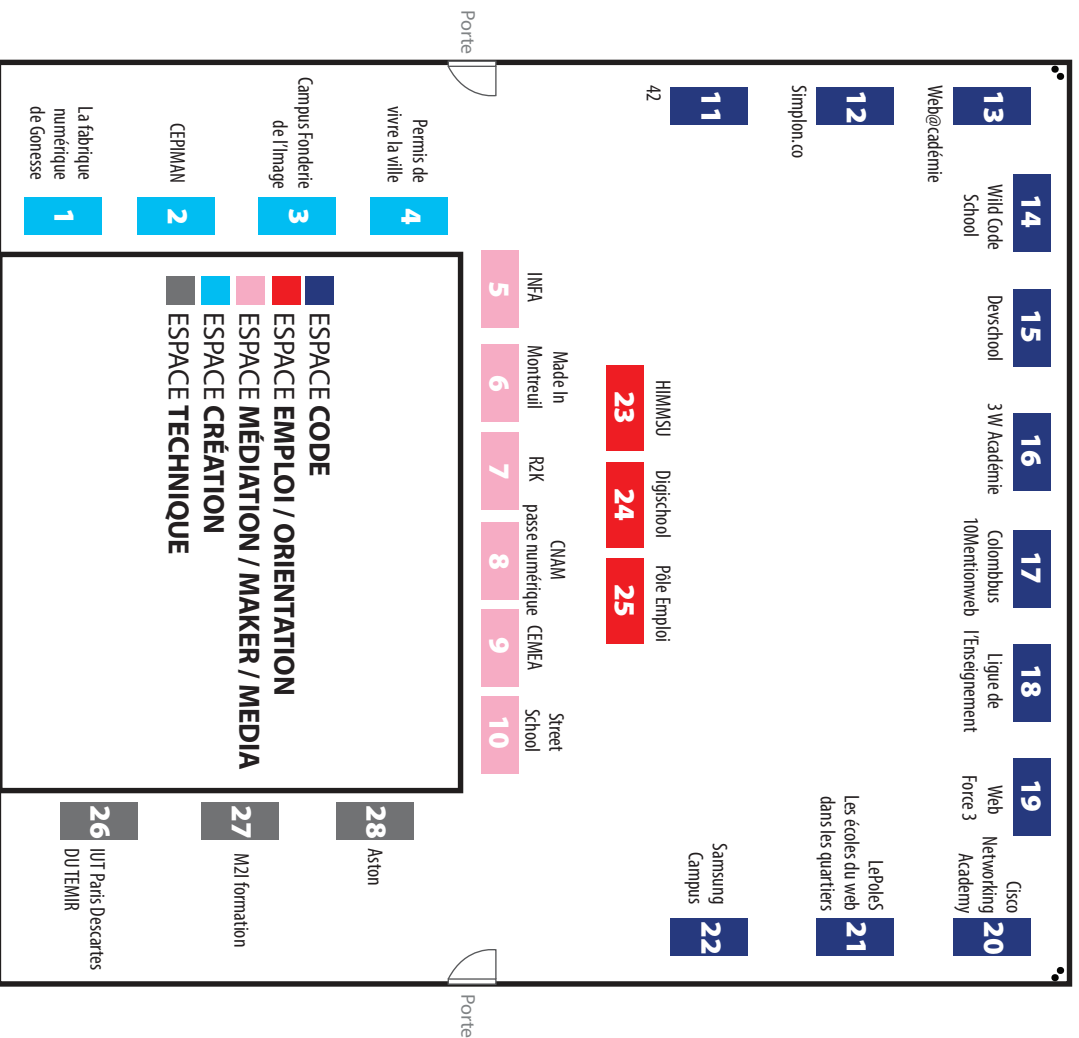 Porte
Porte
13
Web@cadémie
12
Simplon.co
11
42
14
Wild Code
School
15
Devschool
16
3 W Académie
17
Colombbus
10Mentionweb
18
Ligue de
l'Enseignement
19
Web
Force 3
20
Cisco
Networking
Academy
21
LePoleS
Les écoles du web
dans les quartiers
22
Samsung
Campus
HIMMSU
23
Digischool
24
Pôle Emploi
25
INFA
5
Made In
Montreuil
6
R2K
7
CNAM
passe numérique
8
CEMEA
9
Street
School
10
Permis de
vivre la ville
4
Campus Fonderie
de l'Image
3
CEPIMAN
2
La fabrique
numérique
de Gonesse
1
ESPACE CODE
ESPACE EMPLOI / ORIENTATION
ESPACE MÉDIATION / MAKER / MEDIA
ESPACE CRÉATION
ESPACE TECHNIQUE
28
Aston
27
M2I formation
26
IUT Paris Descartes
DU TEMIR